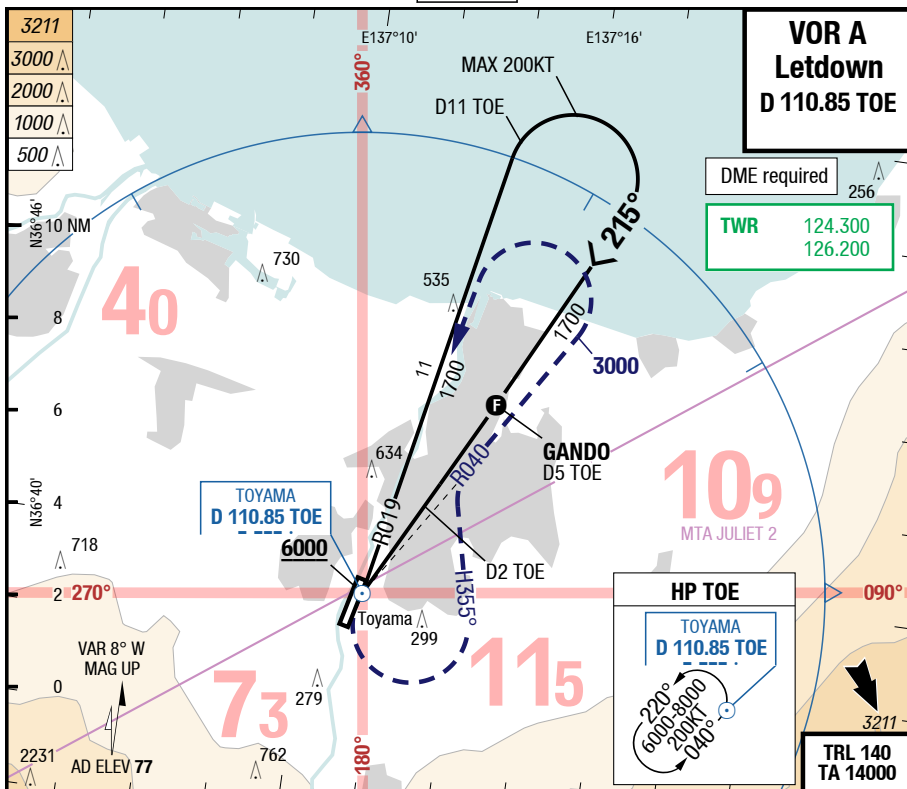 3211
3000
2000
1000
500
E137°10'
E137°16'
360°
MAX 200KT
D11 TOE
VOR A
Letdown
D 110.85 TOE
DME required
256
TWR 124.300
126.200
N36°46'
10 NM
215°
730
535
40
8
11
1700
1700
3000
6
F
GANDO
D5 TOE
634
R040
109
MTA JULIET 2
N36°40'
4
TOYAMA
D 110.85 TOE
R019
6000
D2 TOE
718
2
270°
090°
H355°
Toyama
299
HP TOE
TOYAMA
D 110.85 TOE
VAR 8° W
MAG UP
115
73
279
0
220°
6000-8000
200KT
040°
3211
2231
AD ELEV 77
762
180°
TRL 140
TA 14000